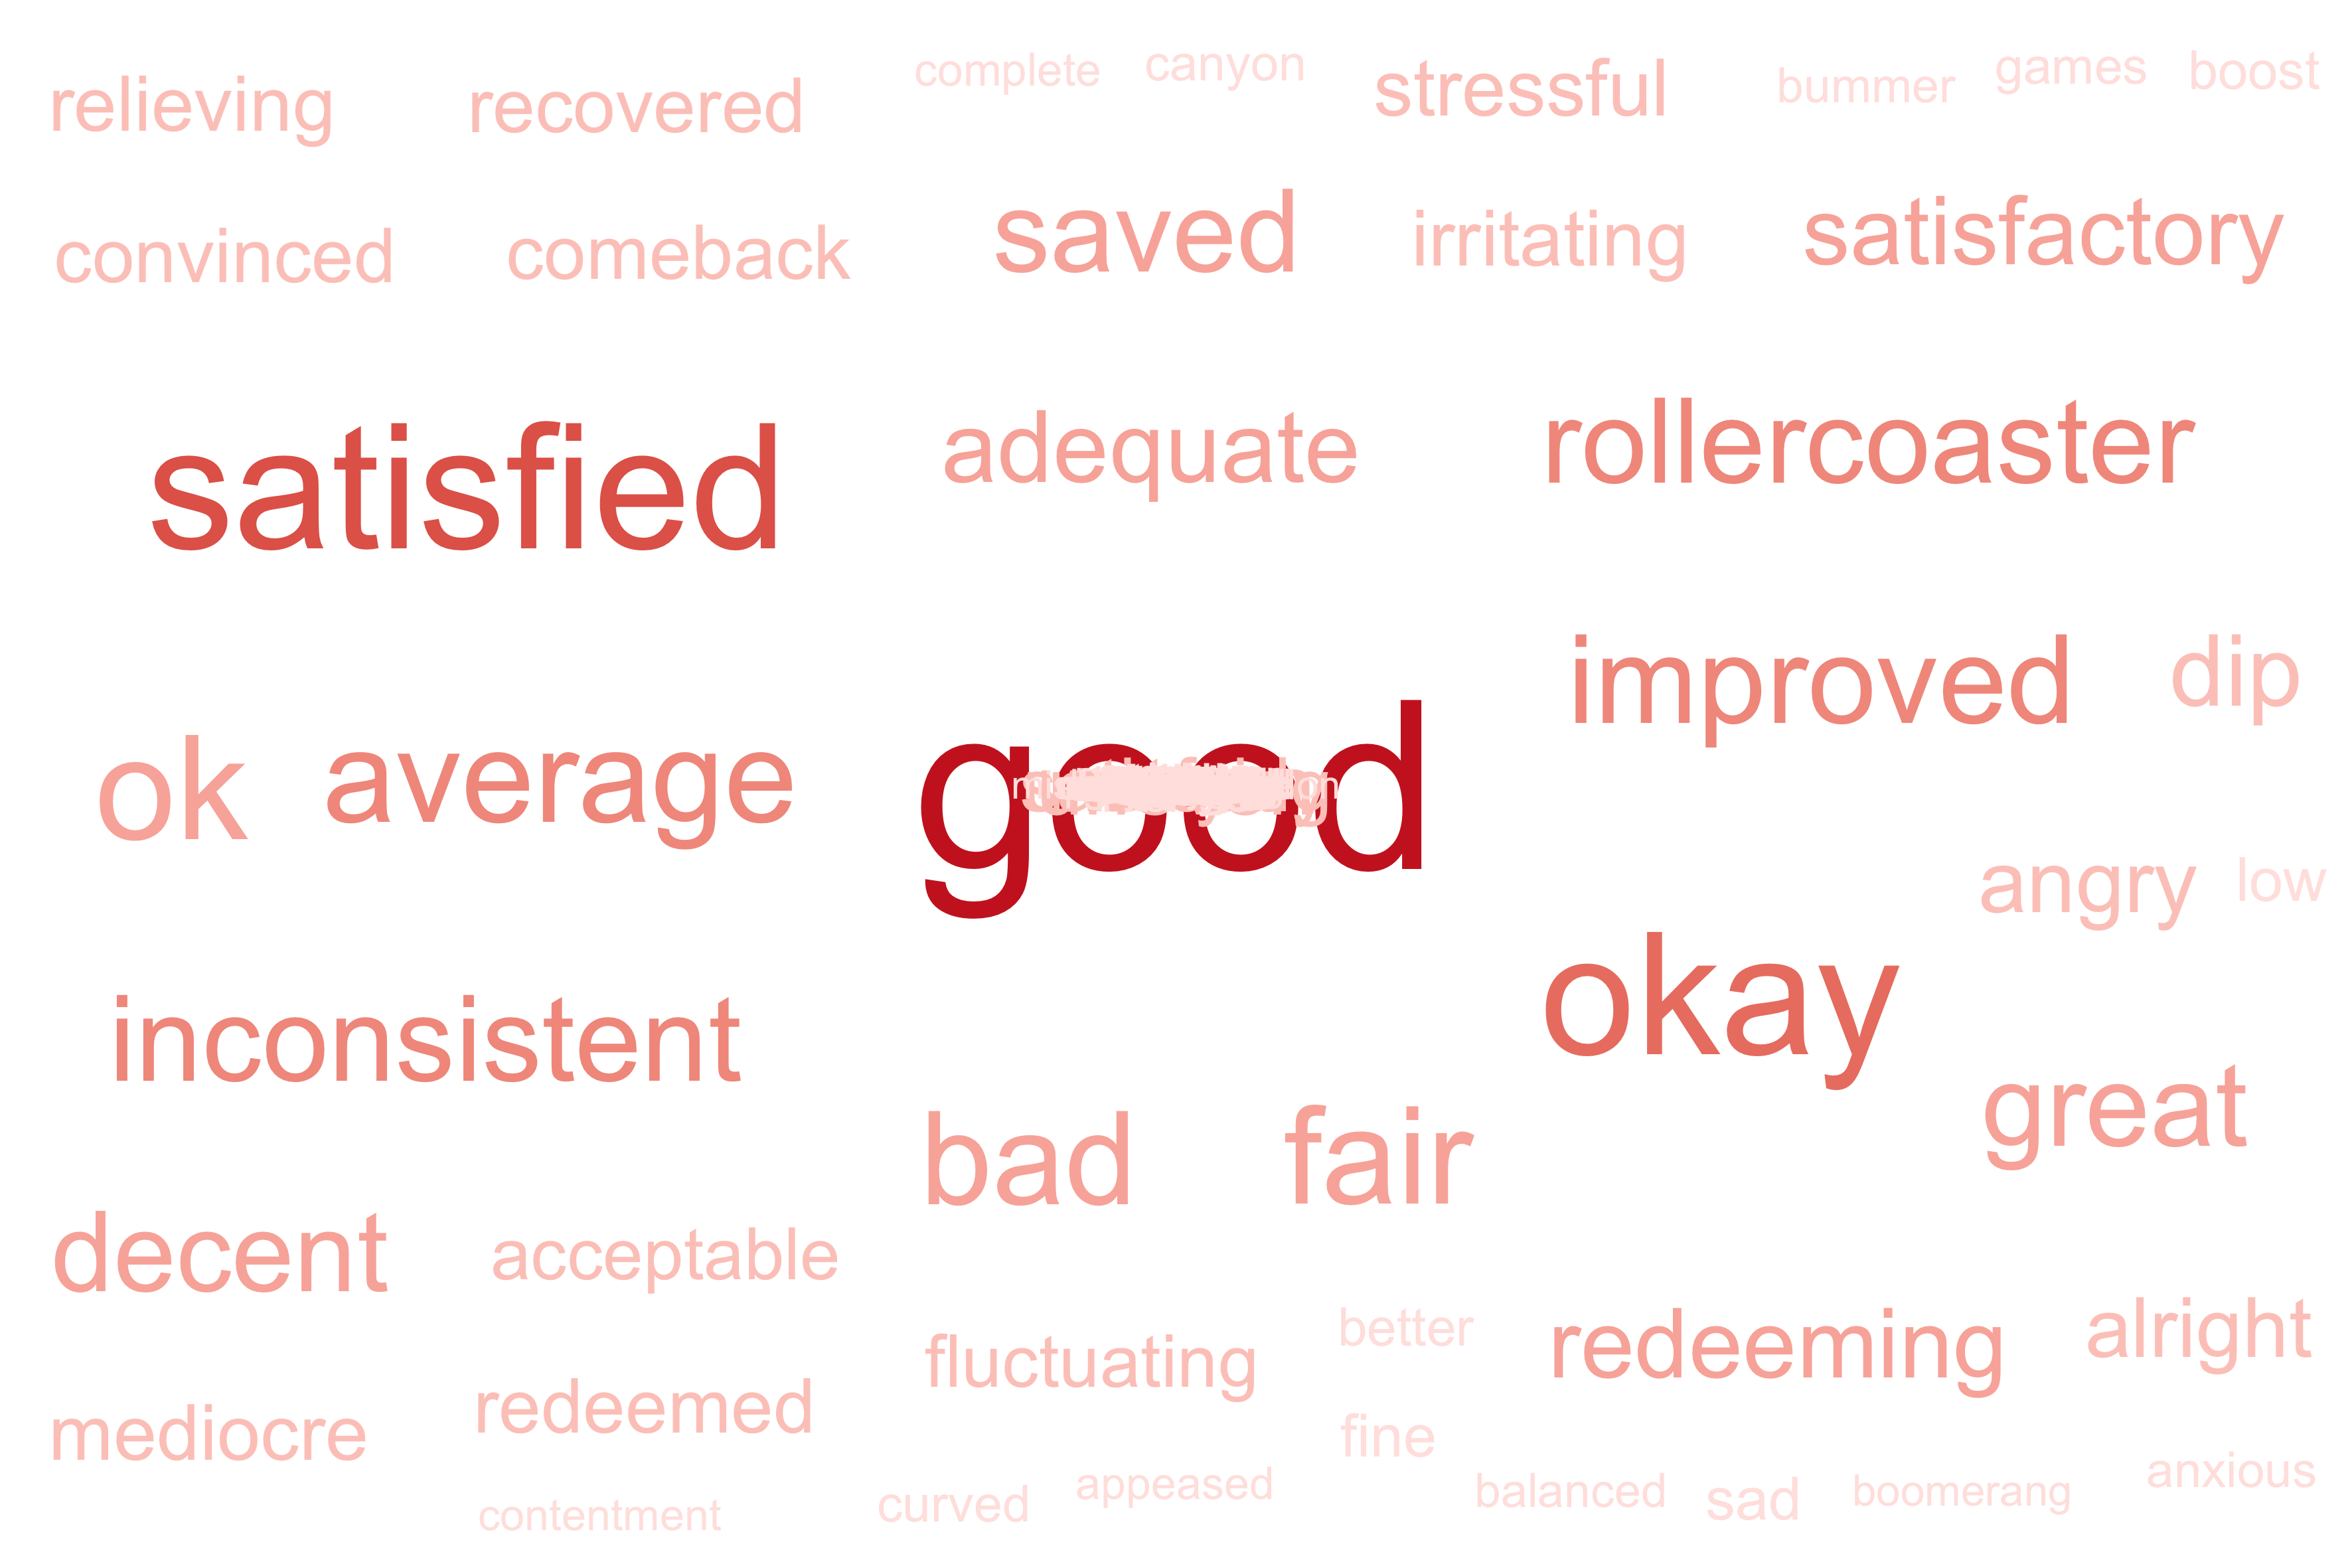 relieving recovered complete canyon stressful bummer games boost
convinced comeback saved irritating satisfactory
satisfied adequate rollercoaster
improved dip
ok average good
angry low
inconsistent okay
bad fair great
decent acceptable
fluctuating better redeeming alright
mediocre redeemed fine
contentment curved appeased balanced sad boomerang anxious